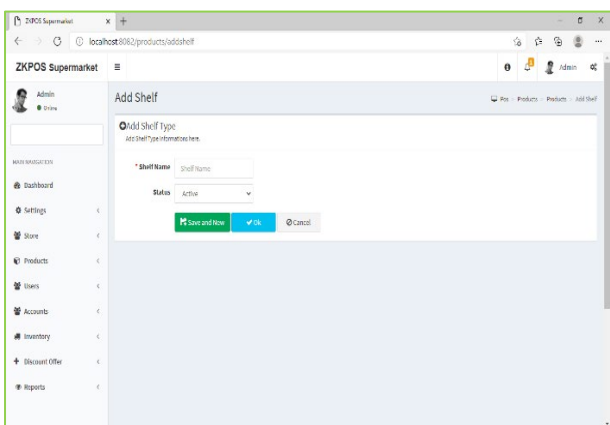 ZKPOS Supermarket
localhost:8082/products/addshelf
ZKPOS Supermarket
Admin
Admin
Online
Add Shelf
Pos > Products > Products > Add Shelf
Add Shelf Type
Add Shelf Type Informations here.
* Shelf Name
Shelf Name
Status
Active
Save and New
Ok
Cancel
MAIN NAVIGATION
Dashboard
Settings
Store
Products
Users
Accounts
Inventory
Discount Offer
Reports